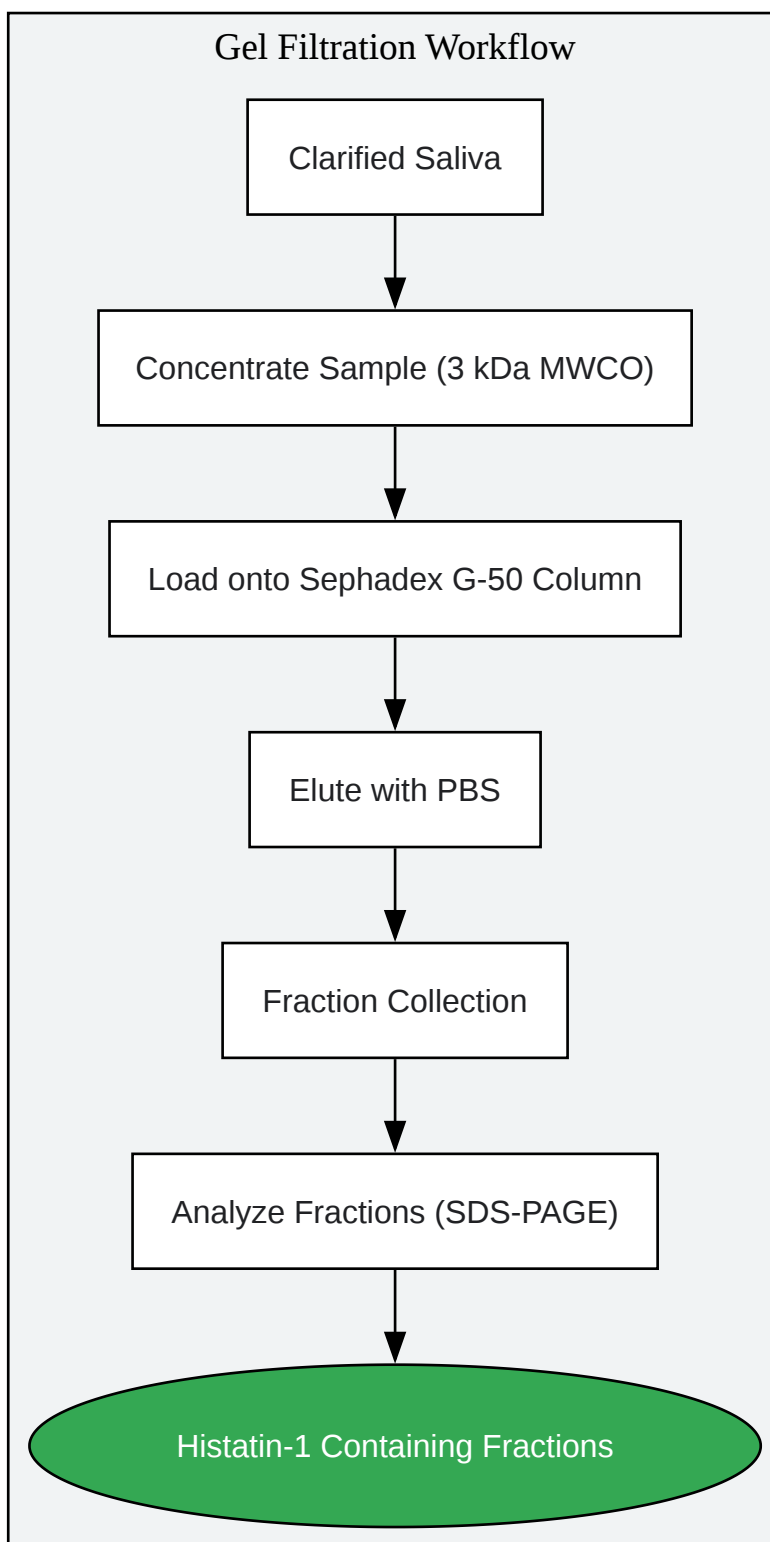 Gel Filtration Workflow
Clarified Saliva
Concentrate Sample (3 kDa MWCO)
Load onto Sephadex G-50 Column
Elute with PBS
Fraction Collection
Analyze Fractions (SDS-PAGE)
Histatin-1 Containing Fractions